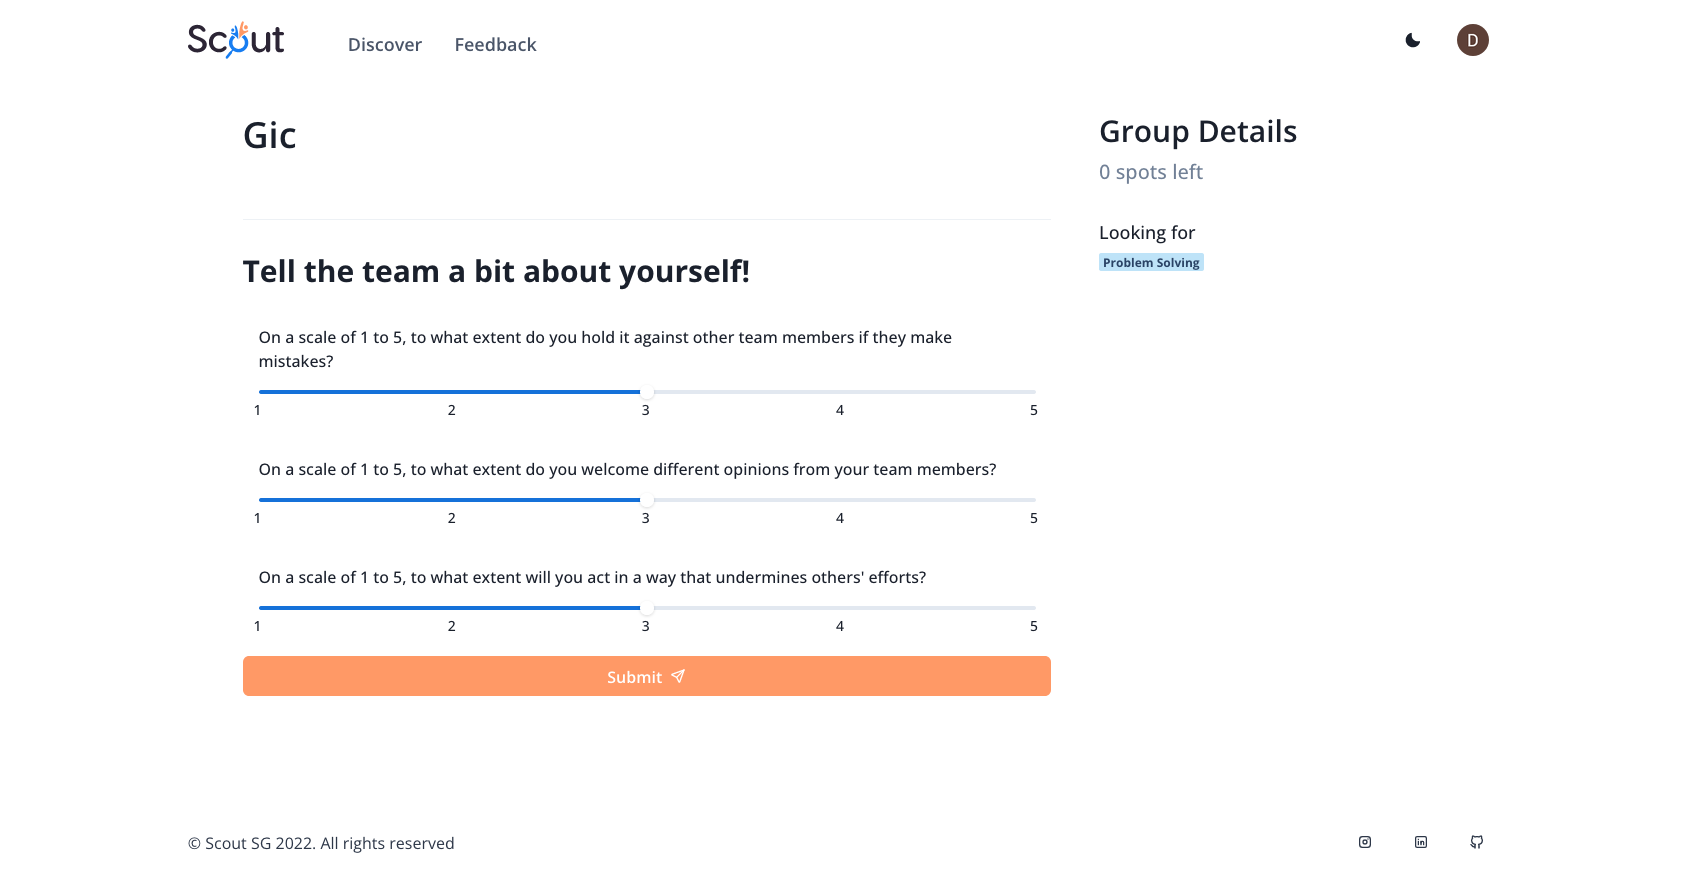 Scout
Discover
Feedback
D
Gic
Group Details
0 spots left
Looking for
Problem Solving
Tell the team a bit about yourself!
On a scale of 1 to 5, to what extent do you hold it against other team members if they make
mistakes?
1 2 3 4 5
On a scale of 1 to 5, to what extent do you welcome different opinions from your team members?
1 2 3 4 5
On a scale of 1 to 5, to what extent will you act in a way that undermines others' efforts?
1 2 3 4 5
Submit
© Scout SG 2022. All rights reserved